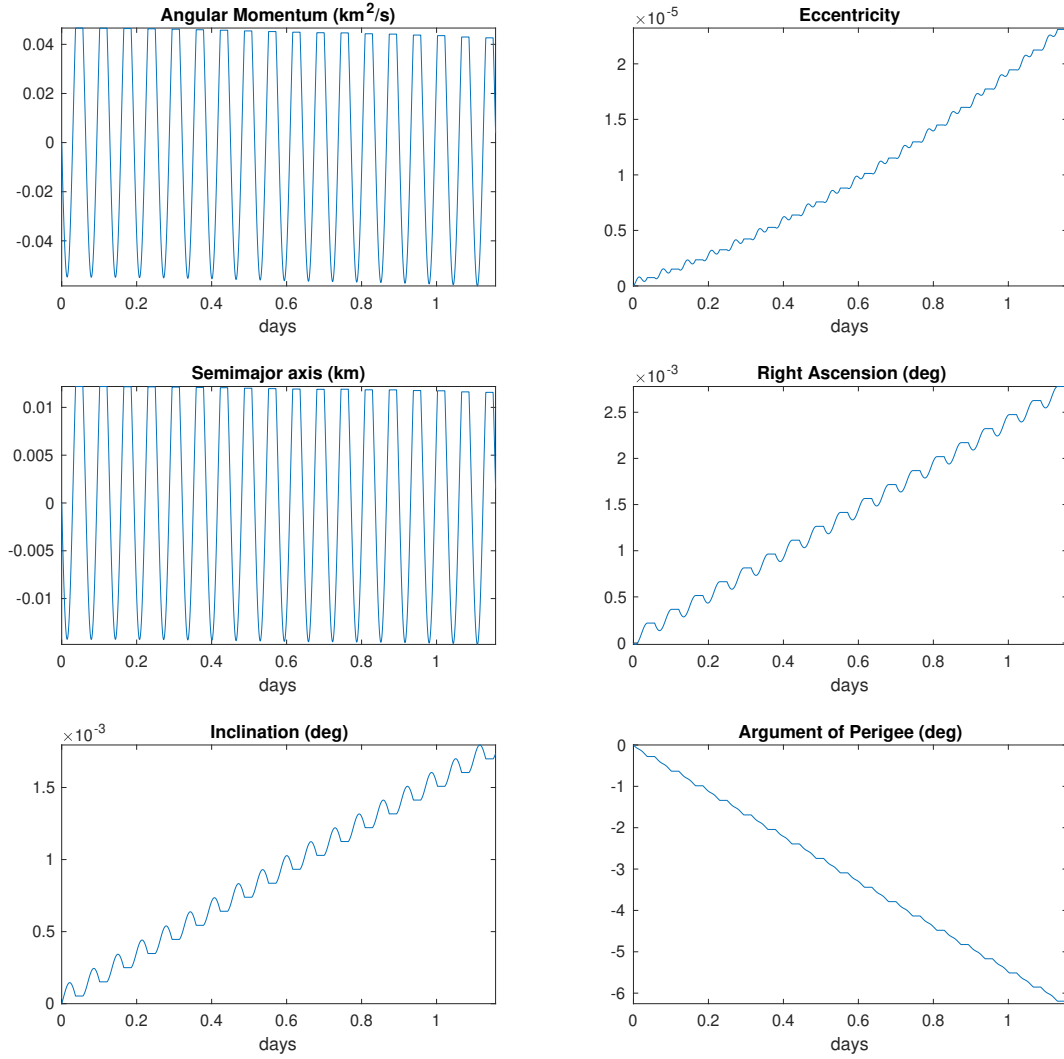 Angular Momentum (km²/s)
0.04
0.02
0
-0.02
-0.04
0 0.2 0.4 0.6 0.8 1
days
×10⁻⁵ Eccentricity
2
1.5
1
0.5
0
0 0.2 0.4 0.6 0.8 1
days
Semimajor axis (km)
0.01
0.005
0
-0.005
-0.01
0 0.2 0.4 0.6 0.8 1
days
×10⁻³ Right Ascension (deg)
2.5
2
1.5
1
0.5
0
0 0.2 0.4 0.6 0.8 1
days
×10⁻³ Inclination (deg)
1.5
1
0.5
0
0 0.2 0.4 0.6 0.8 1
days
Argument of Perigee (deg)
0
-1
-2
-3
-4
-5
-6
0 0.2 0.4 0.6 0.8 1
days